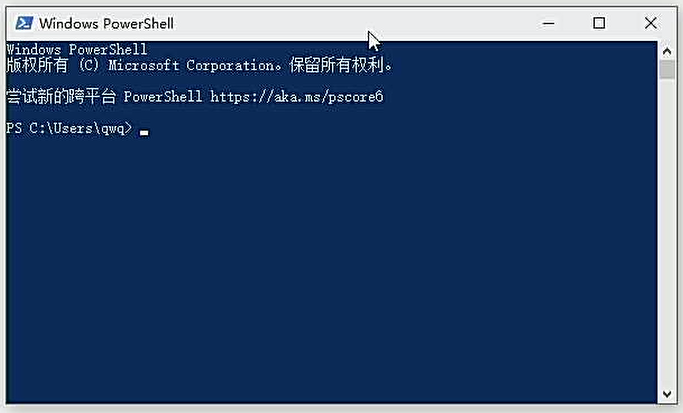 Windows PowerShell
Windows PowerShell
版权所有 (C) Microsoft Corporation。保留所有权利。
尝试新的跨平台 PowerShell https://aka.ms/pscore6
PS C:\Users\qwq> _